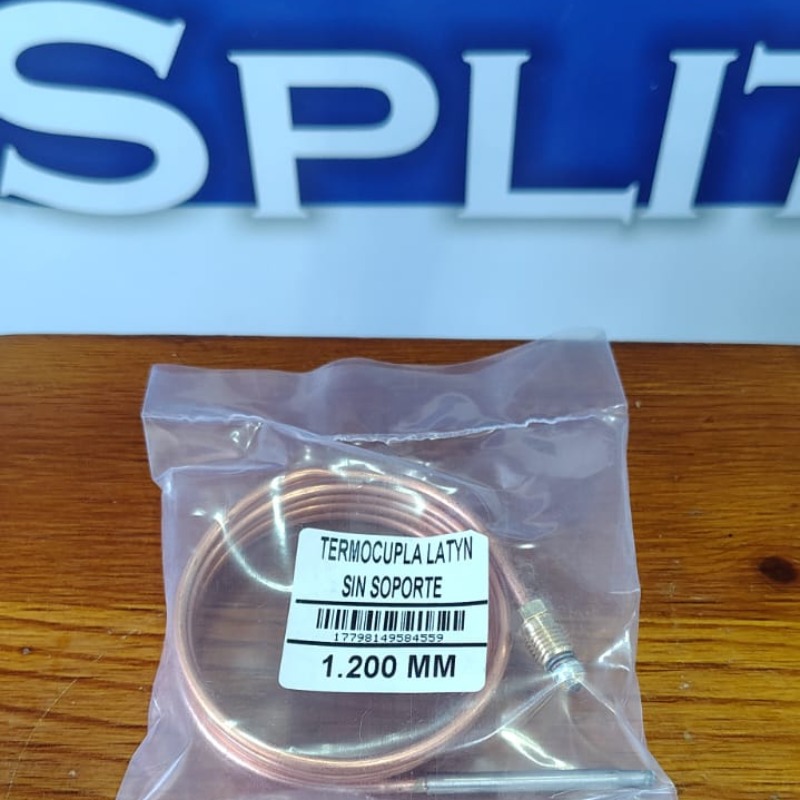 SPLIT
TERMOCUPLA LATYN
SIN SOPORTE
17798149584559
1.200 MM